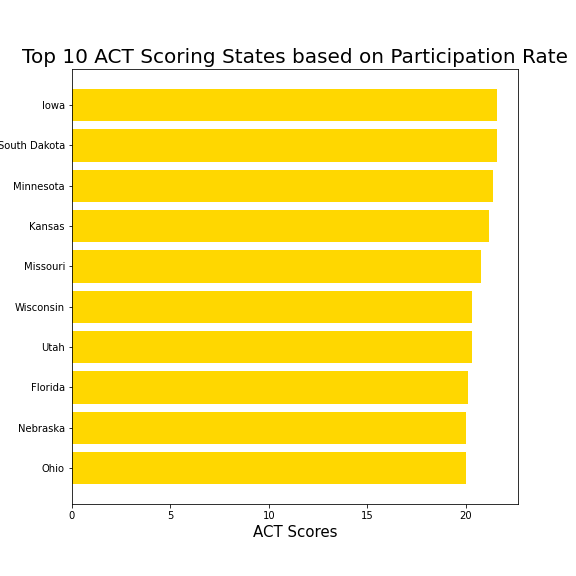 Top 10 ACT Scoring States based on Participation Rate
Iowa
South Dakota
Minnesota
Kansas
Missouri
Wisconsin
Utah
Florida
Nebraska
Ohio
0 5 10 15 20
ACT Scores